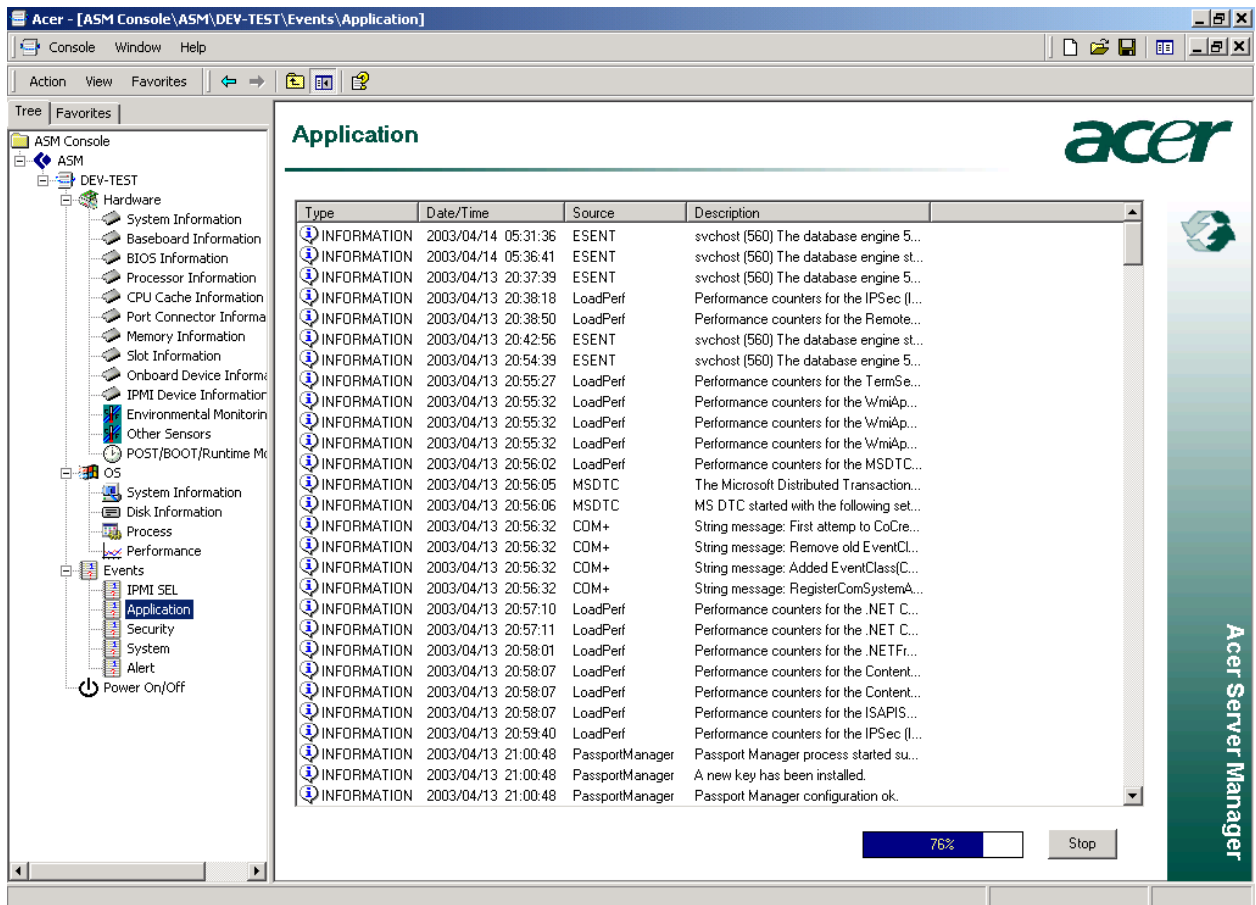 Acer - [ASM Console\ASM\DEV-TEST\Events\Application]
Console Window Help
Action View Favorites
Tree Favorites
ASM Console
ASM
DEV-TEST
Hardware
System Information
Baseboard Information
BIOS Information
Processor Information
CPU Cache Information
Port Connector Informa
Memory Information
Slot Information
Onboard Device Informa
IPMI Device Information
Environmental Monitorin
Other Sensors
POST/BOOT/Runtime Mo
OS
System Information
Disk Information
Process
Performance
Events
IPMI SEL
Application
Security
System
Alert
Power On/Off
Application
acer
Type Date/Time Source Description
INFORMATION 2003/04/14 05:31:36 ESENT svchost (560) The database engine 5...
INFORMATION 2003/04/14 05:36:41 ESENT svchost (560) The database engine st...
INFORMATION 2003/04/13 20:37:39 ESENT svchost (560) The database engine 5...
INFORMATION 2003/04/13 20:38:18 LoadPerf Performance counters for the IPSec (I...
INFORMATION 2003/04/13 20:38:50 LoadPerf Performance counters for the Remote...
INFORMATION 2003/04/13 20:42:56 ESENT svchost (560) The database engine st...
INFORMATION 2003/04/13 20:54:39 ESENT svchost (560) The database engine 5...
INFORMATION 2003/04/13 20:55:27 LoadPerf Performance counters for the TermSe...
INFORMATION 2003/04/13 20:55:32 LoadPerf Performance counters for the WmiAp...
INFORMATION 2003/04/13 20:55:32 LoadPerf Performance counters for the WmiAp...
INFORMATION 2003/04/13 20:55:32 LoadPerf Performance counters for the WmiAp...
INFORMATION 2003/04/13 20:56:02 LoadPerf Performance counters for the MSDTC...
INFORMATION 2003/04/13 20:56:05 MSDTC The Microsoft Distributed Transaction...
INFORMATION 2003/04/13 20:56:06 MSDTC MS DTC started with the following set...
INFORMATION 2003/04/13 20:56:32 COM+ String message: First attemp to CoCre...
INFORMATION 2003/04/13 20:56:32 COM+ String message: Remove old EventCl...
INFORMATION 2003/04/13 20:56:32 COM+ String message: Added EventClass(C...
INFORMATION 2003/04/13 20:56:32 COM+ String message: RegisterComSystemA...
INFORMATION 2003/04/13 20:57:10 LoadPerf Performance counters for the .NET C...
INFORMATION 2003/04/13 20:57:11 LoadPerf Performance counters for the .NET C...
INFORMATION 2003/04/13 20:58:01 LoadPerf Performance counters for the .NETFr...
INFORMATION 2003/04/13 20:58:07 LoadPerf Performance counters for the Content...
INFORMATION 2003/04/13 20:58:07 LoadPerf Performance counters for the Content...
INFORMATION 2003/04/13 20:58:07 LoadPerf Performance counters for the ISAPIS...
INFORMATION 2003/04/13 20:59:40 LoadPerf Performance counters for the IPSec (I...
INFORMATION 2003/04/13 21:00:48 PassportManager Passport Manager process started su...
INFORMATION 2003/04/13 21:00:48 PassportManager A new key has been installed.
INFORMATION 2003/04/13 21:00:48 PassportManager Passport Manager configuration ok.
76% Stop
Acer Server Manager